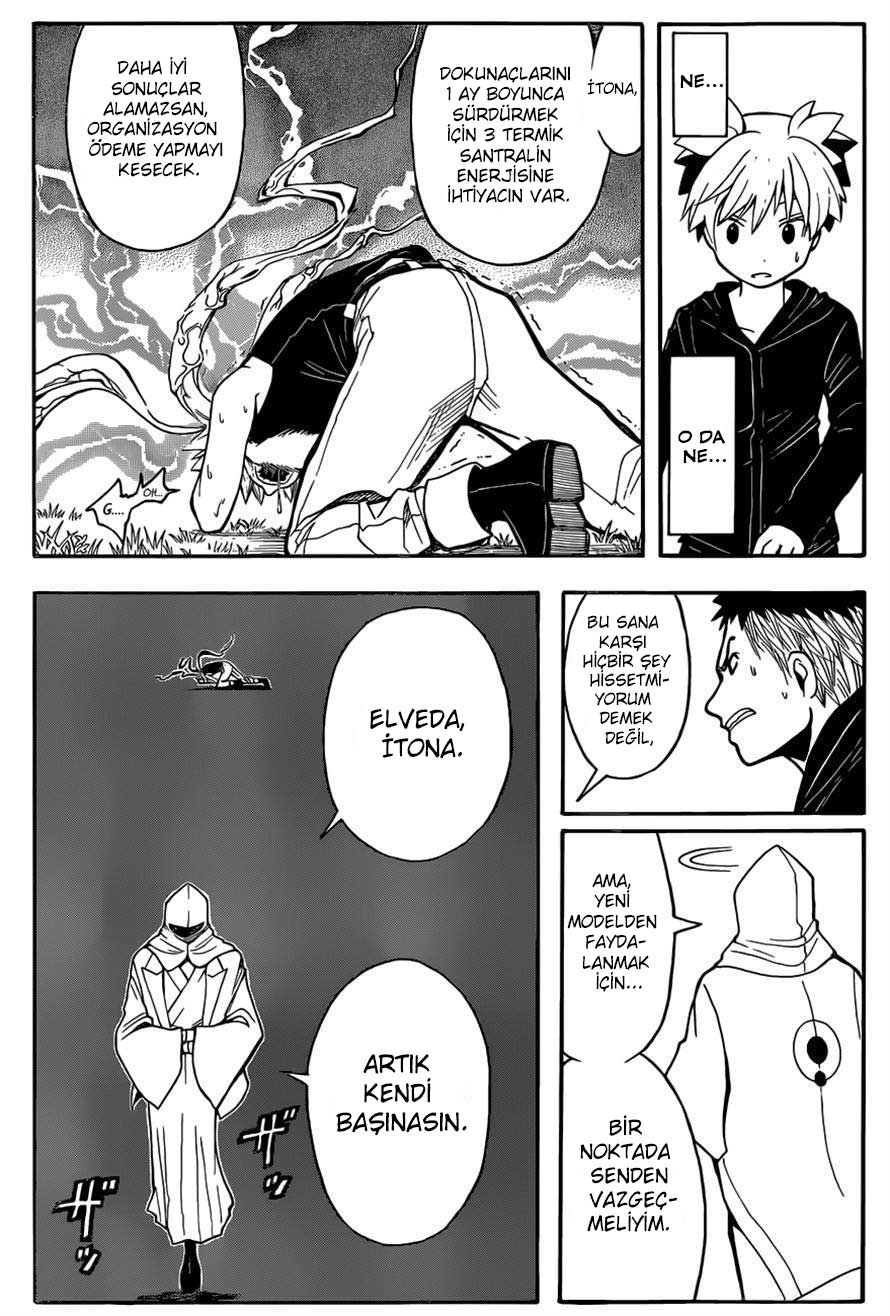 NE...
O DA
NE...
İTONA,
DOKUNAÇLARINI
1 AY BOYUNCA
SÜRDÜRMEK
İÇİN 3 TERMİK
SANTRALİN
ENERJİSİNE
İHTİYACIN VAR.
DAHA İYİ
SONUÇLAR
ALAMAZSAN,
ORGANİZASYON
ÖDEME YAPMAYI
KESECEK.
OH...
G....
BU SANA
KARŞI
HİÇBİR ŞEY
HİSSETMİ-
YORUM
DEMEK
DEĞİL,
AMA,
YENİ
MODELDEN
FAYDA-
LANMAK
İÇİN...
BİR
NOKTADA
SENDEN
VAZGEÇ-
MELİYİM.
ELVEDA,
İTONA.
ARTIK
KENDİ
BAŞINASIN.
ザッ
ザッ